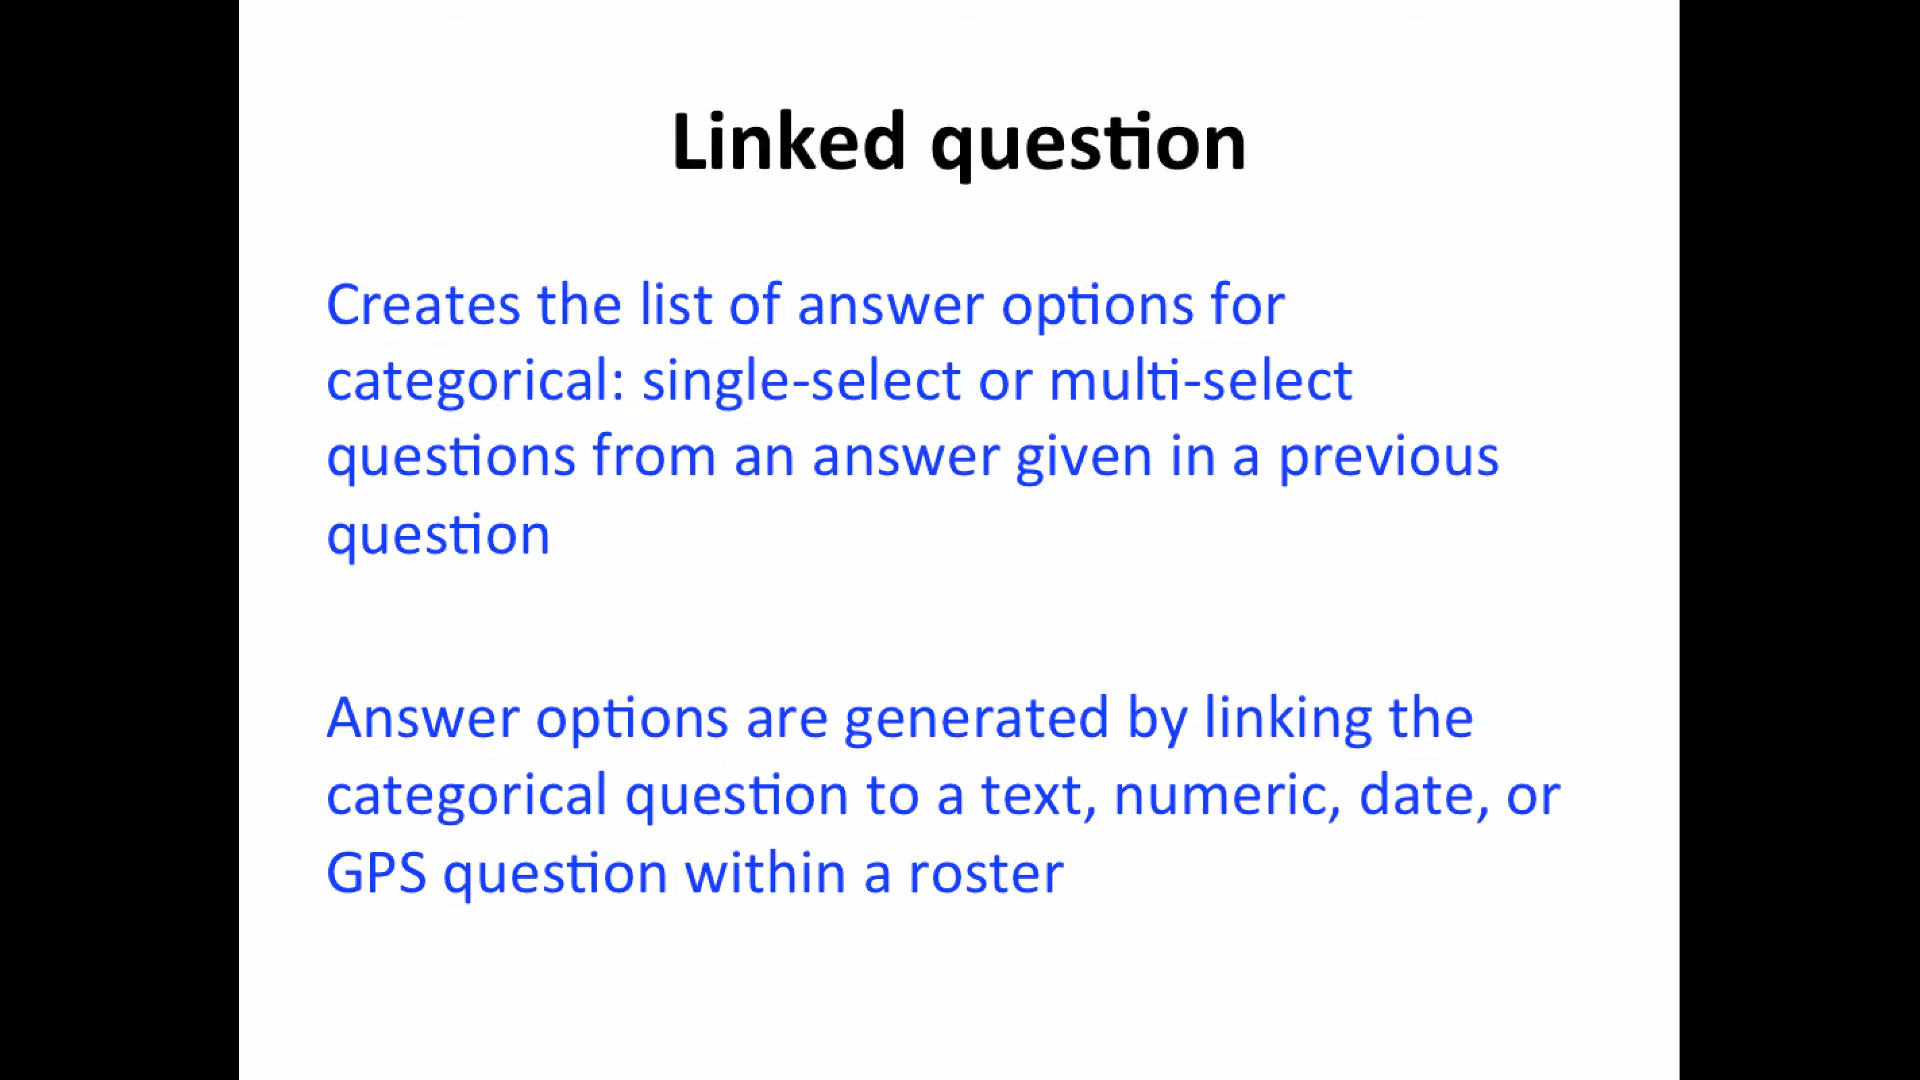 Linked question
Creates the list of answer options for
categorical: single-select or multi-select
questions from an answer given in a previous
question
Answer options are generated by linking the
categorical question to a text, numeric, date, or
GPS question within a roster